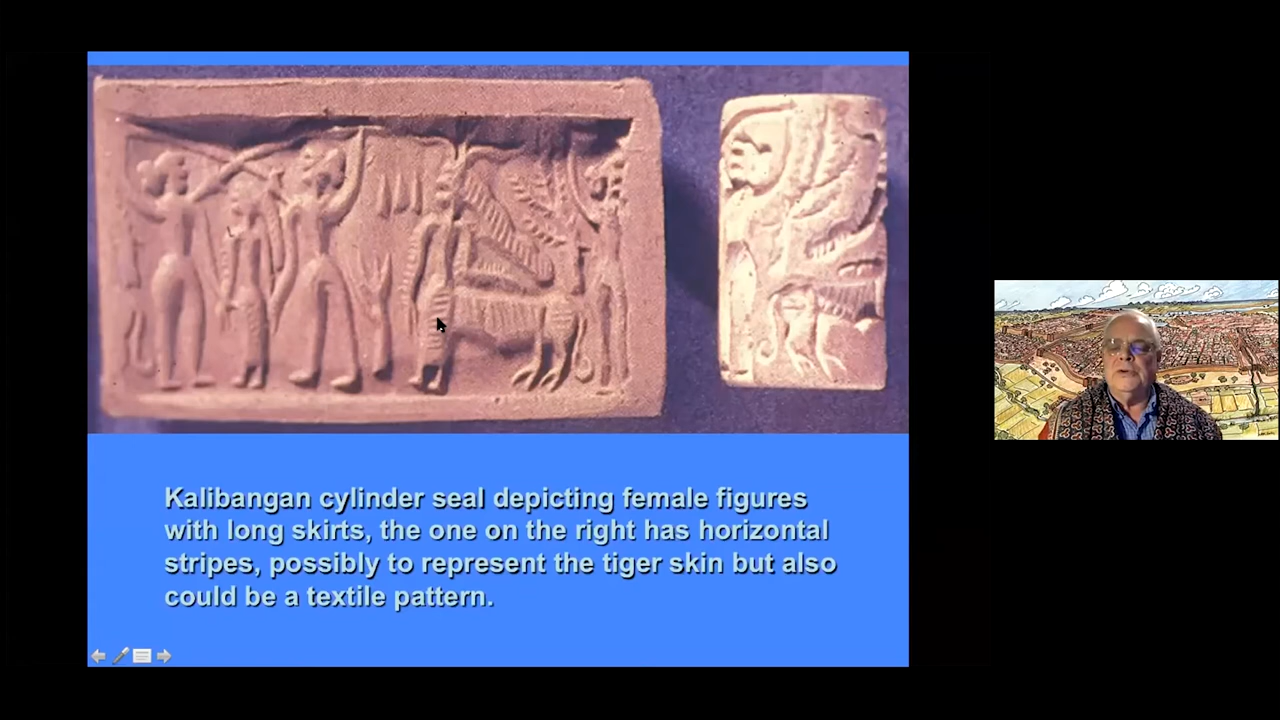 Kalibangan cylinder seal depicting female figures
with long skirts, the one on the right has horizontal
stripes, possibly to represent the tiger skin but also
could be a textile pattern.